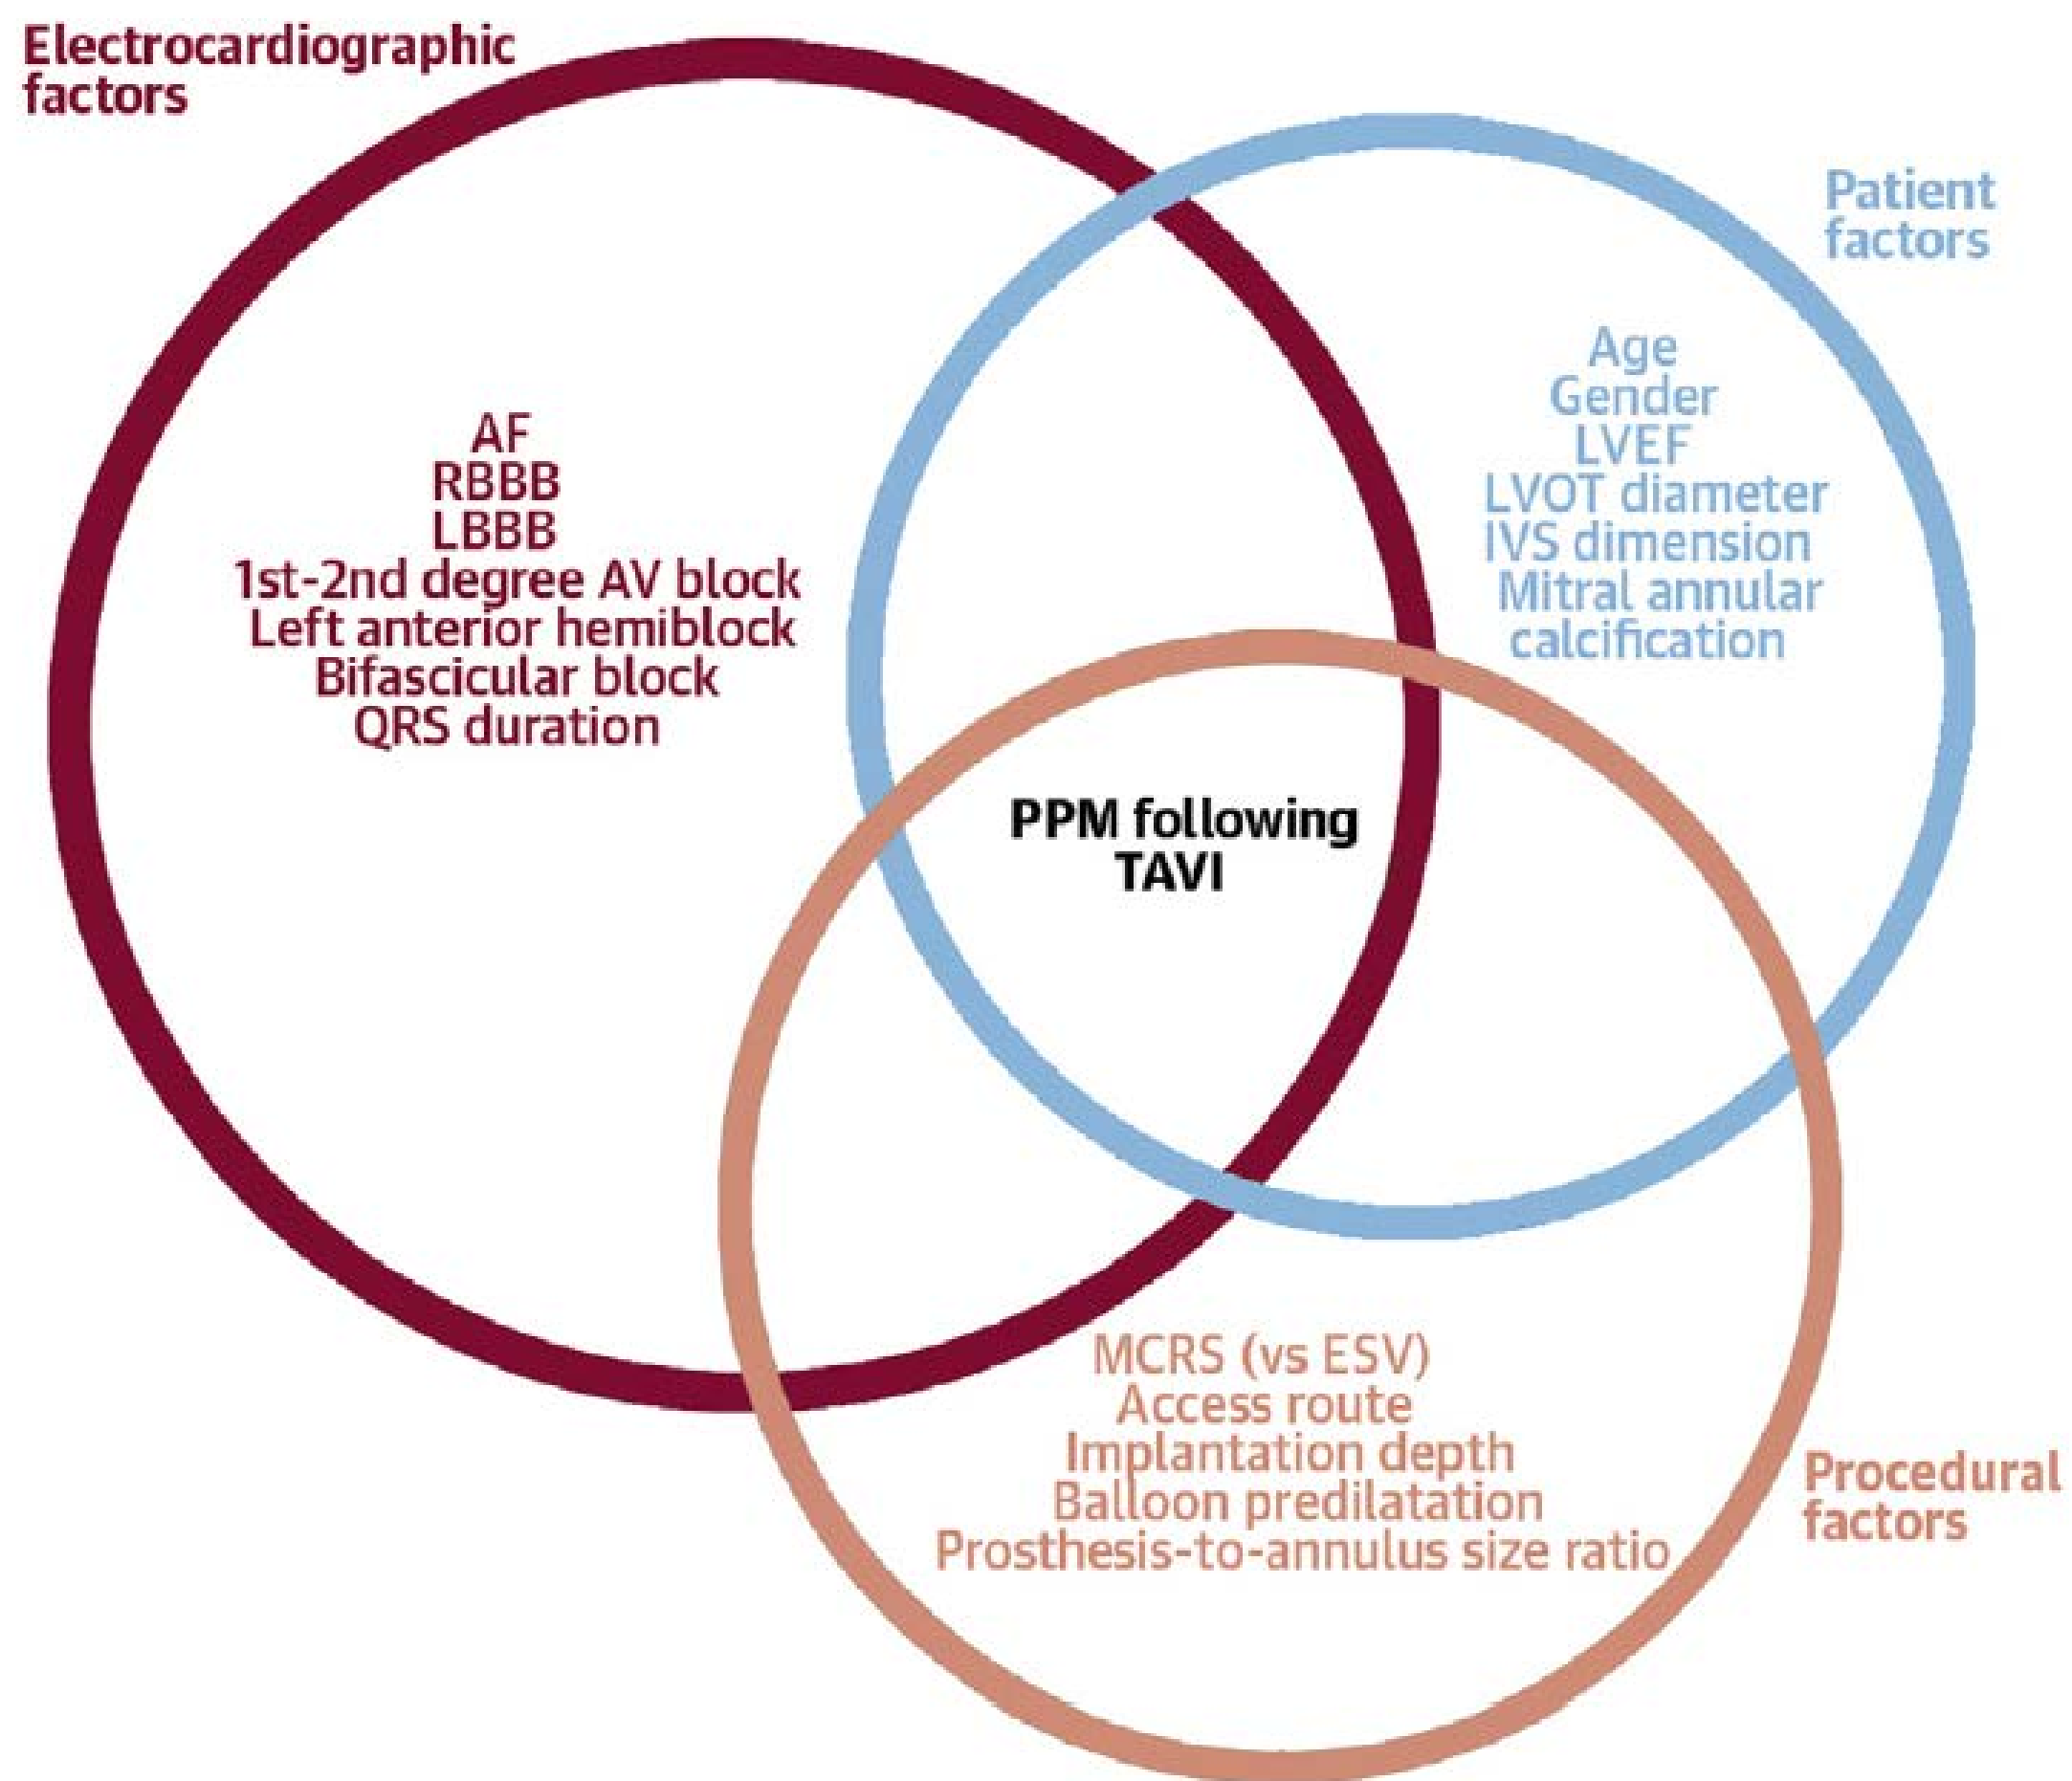 Electrocardiographic
factors
Patient
factors
Age
Gender
LVEF
LVOT diameter
IVS dimension
Mitral annular
calcification
AF
RBBB
LBBB
1st-2nd degree AV block
Left anterior hemiblock
Bifascicular block
QRS duration
PPM following
TAVI
MCRS (vs ESV)
Access route
Implantation depth
Balloon predilatation
Prosthesis-to-annulus size ratio
Procedural
factors